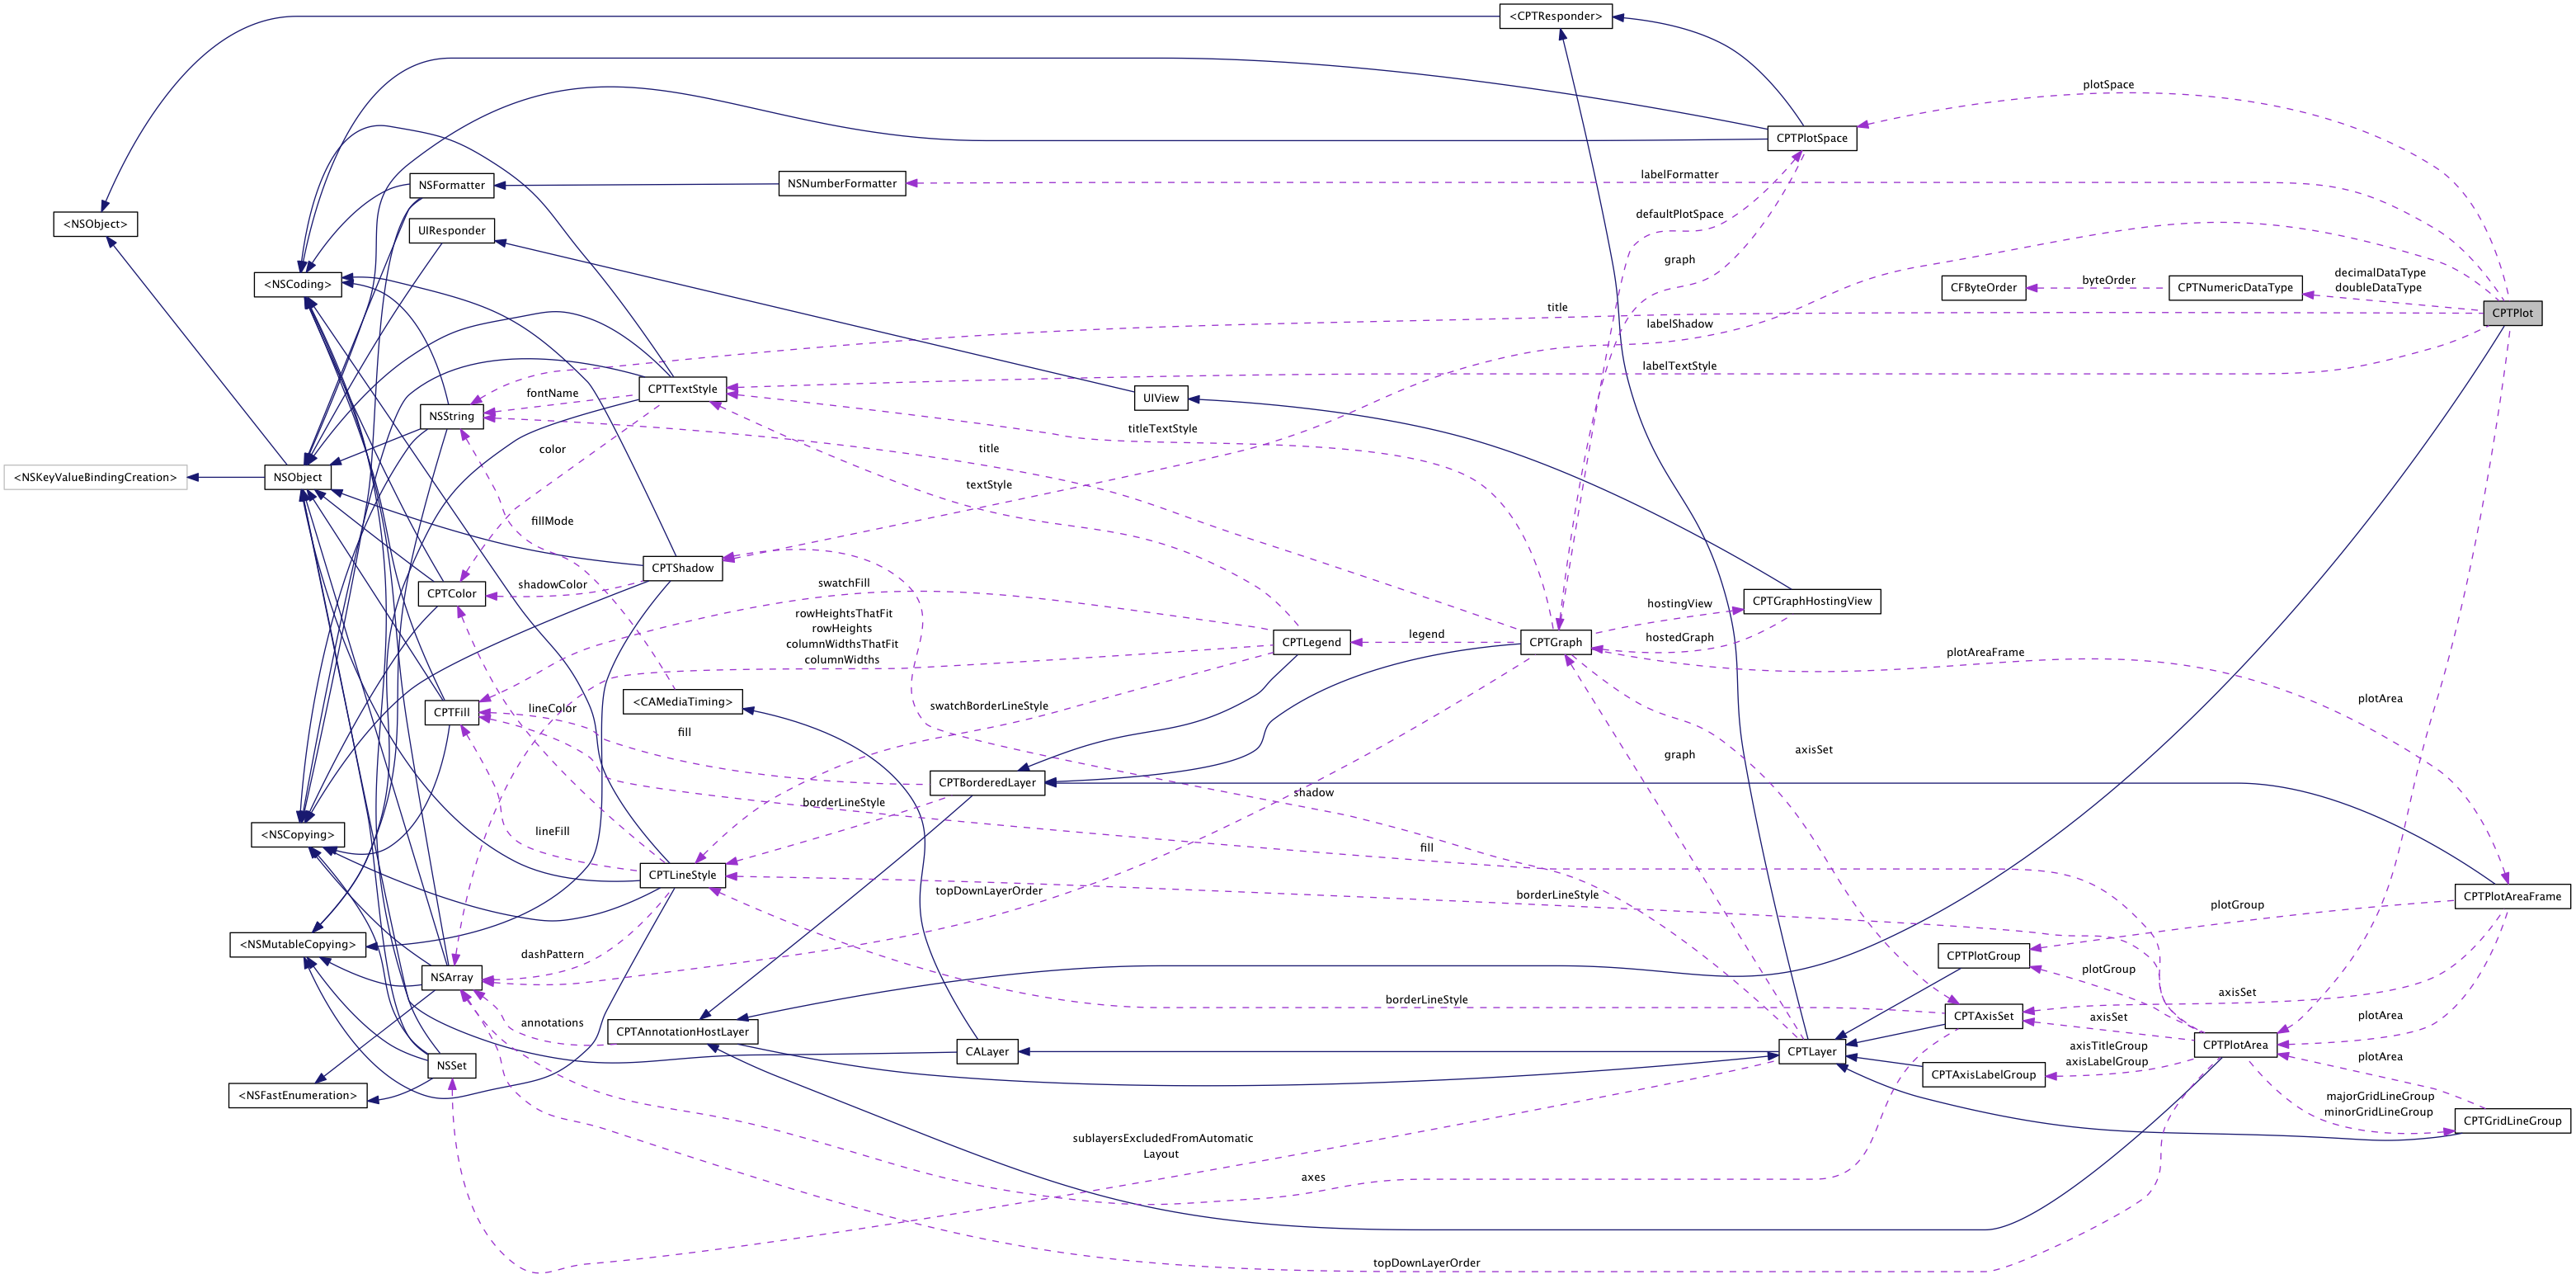 <CPTResponder>
plotSpace
CPTPlotSpace
labelFormatter
NSFormatter
NSNumberFormatter
defaultPlotSpace
<NSObject>
UIResponder
graph
decimalDataType
doubleDataType
byteOrder
<NSCoding>
CFByteOrder
CPTNumericDataType
title
CPTPlot
labelShadow
labelTextStyle
CPTTextStyle
fontName
UIView
NSString
titleTextStyle
color
title
<NSKeyValueBindingCreation>
NSObject
textStyle
fillMode
CPTShadow
shadowColor
swatchFill
CPTColor
CPTGraphHostingView
hostingView
rowHeightsThatFit
rowHeights
columnWidthsThatFit
columnWidths
legend
hostedGraph
CPTLegend
CPTGraph
plotAreaFrame
<CAMediaTiming>
plotArea
lineColor
swatchBorderLineStyle
CPTFill
fill
axisSet
graph
CPTBorderedLayer
shadow
borderLineStyle
<NSCopying>
lineFill
fill
CPTLineStyle
topDownLayerOrder
borderLineStyle
CPTPlotAreaFrame
plotGroup
<NSMutableCopying>
dashPattern
CPTPlotGroup
plotGroup
NSArray
axisSet
borderLineStyle
annotations
CPTAnnotationHostLayer
CPTAxisSet
axisSet
plotArea
CALayer
CPTLayer
CPTPlotArea
axisTitleGroup
axisLabelGroup
plotArea
NSSet
CPTAxisLabelGroup
<NSFastEnumeration>
majorGridLineGroup
minorGridLineGroup
CPTGridLineGroup
sublayersExcludedFromAutomatic
Layout
axes
topDownLayerOrder